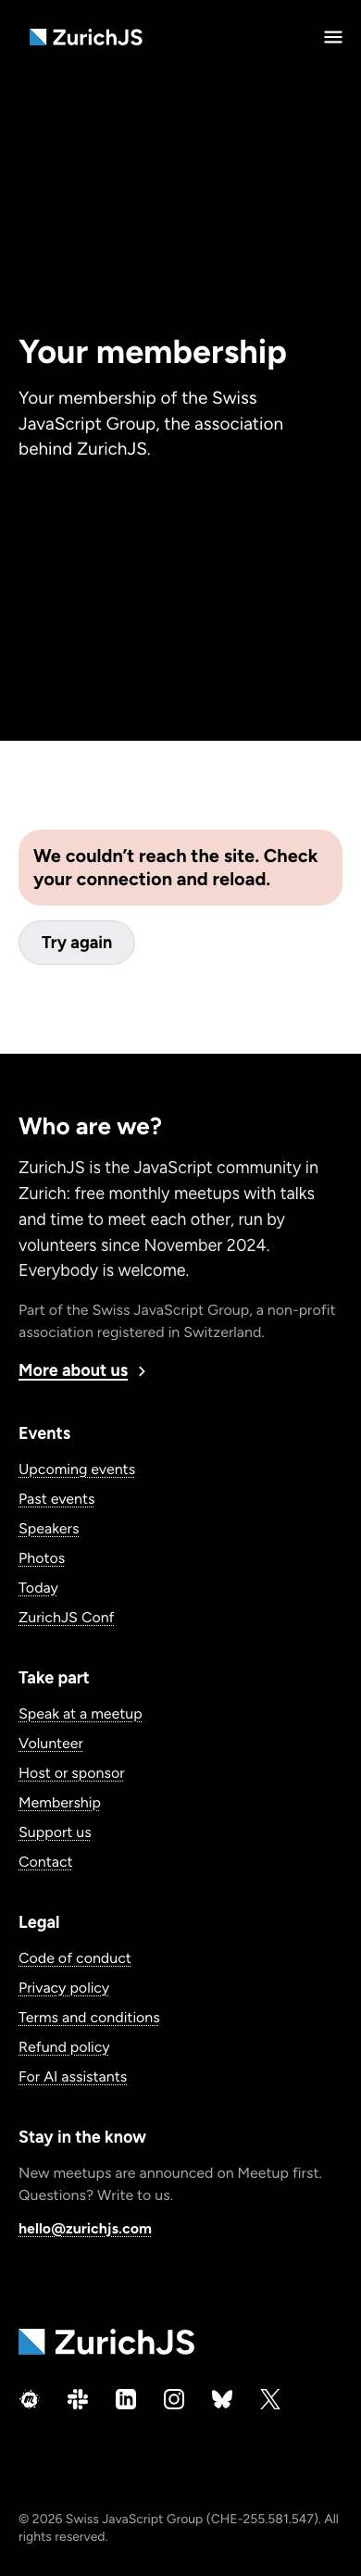 ZurichJS
Your membership
Your membership of the Swiss
JavaScript Group, the association
behind ZurichJS.
We couldn’t reach the site. Check
your connection and reload.
Try again
Who are we?
ZurichJS is the JavaScript community in
Zurich: free monthly meetups with talks
and time to meet each other, run by
volunteers since November 2024.
Everybody is welcome.
Part of the Swiss JavaScript Group, a non-profit
association registered in Switzerland.
More about us
Events
Upcoming events
Past events
Speakers
Photos
Today
ZurichJS Conf
Take part
Speak at a meetup
Volunteer
Host or sponsor
Membership
Support us
Contact
Legal
Code of conduct
Privacy policy
Terms and conditions
Refund policy
For AI assistants
Stay in the know
New meetups are announced on Meetup first.
Questions? Write to us.
hello@zurichjs.com
ZurichJS
© 2026 Swiss JavaScript Group (CHE-255.581.547). All
rights reserved.